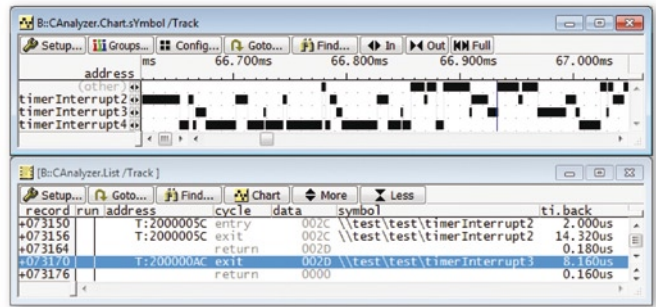 B::CAnalyzer.Chart.sYmbol /Track
Setup... Groups... Config... Goto... Find... In Out Full
ms 66.700ms 66.800ms 66.900ms 67.000ms
address
(other)
timerInterrupt2
timerInterrupt3
timerInterrupt4
[B::CAnalyzer.List /Track]
Setup... Goto... Find... Chart More Less
record run address cycle data symbol ti.back
+073150 T:2000005C entry 002C \\test\test\timerInterrupt2 2.000us
+073156 T:2000005C exit 002C \\test\test\timerInterrupt2 14.320us
+073164 return 002D 0.180us
+073170 T:200000AC exit 002D \\test\test\timerInterrupt3 8.160us
+073176 return 0000 0.160us